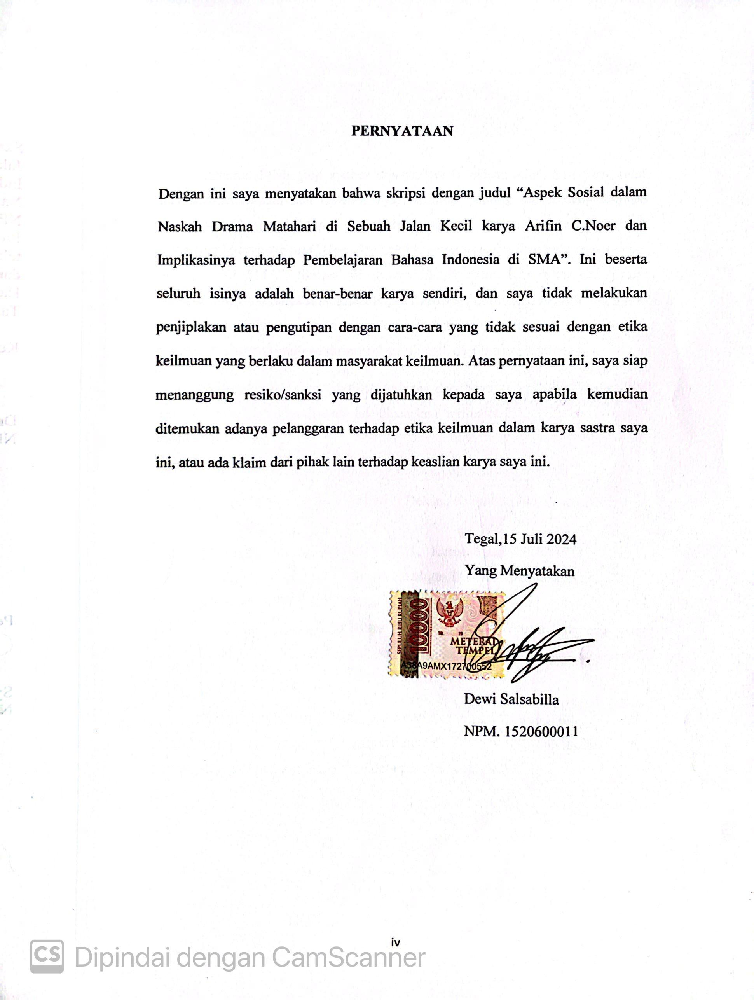 PERNYATAAN
Dengan ini saya menyatakan bahwa skripsi dengan judul “Aspek Sosial dalam
Naskah Drama Matahari di Sebuah Jalan Kecil karya Arifin C.Noer dan
Implikasinya terhadap Pembelajaran Bahasa Indonesia di SMA”. Ini beserta
seluruh isinya adalah benar-benar karya sendiri, dan saya tidak melakukan
penjiplakan atau pengutipan dengan cara-cara yang tidak sesuai dengan etika
keilmuan yang berlaku dalam masyarakat keilmuan. Atas pernyataan ini, saya siap
menanggung resiko/sanksi yang dijatuhkan kepada saya apabila kemudian
ditemukan adanya pelanggaran terhadap etika keilmuan dalam karya sastra saya
ini, atau ada klaim dari pihak lain terhadap keaslian karya saya ini.
Tegal,15 Juli 2024
Yang Menyatakan
SEPULUH RIBU RUPIAH
10000
TGL. 20
METERAI
TEMPEL
A38A9AMX172700552
Dewi Salsabilla
NPM. 1520600011
iv
CS Dipindai dengan CamScanner